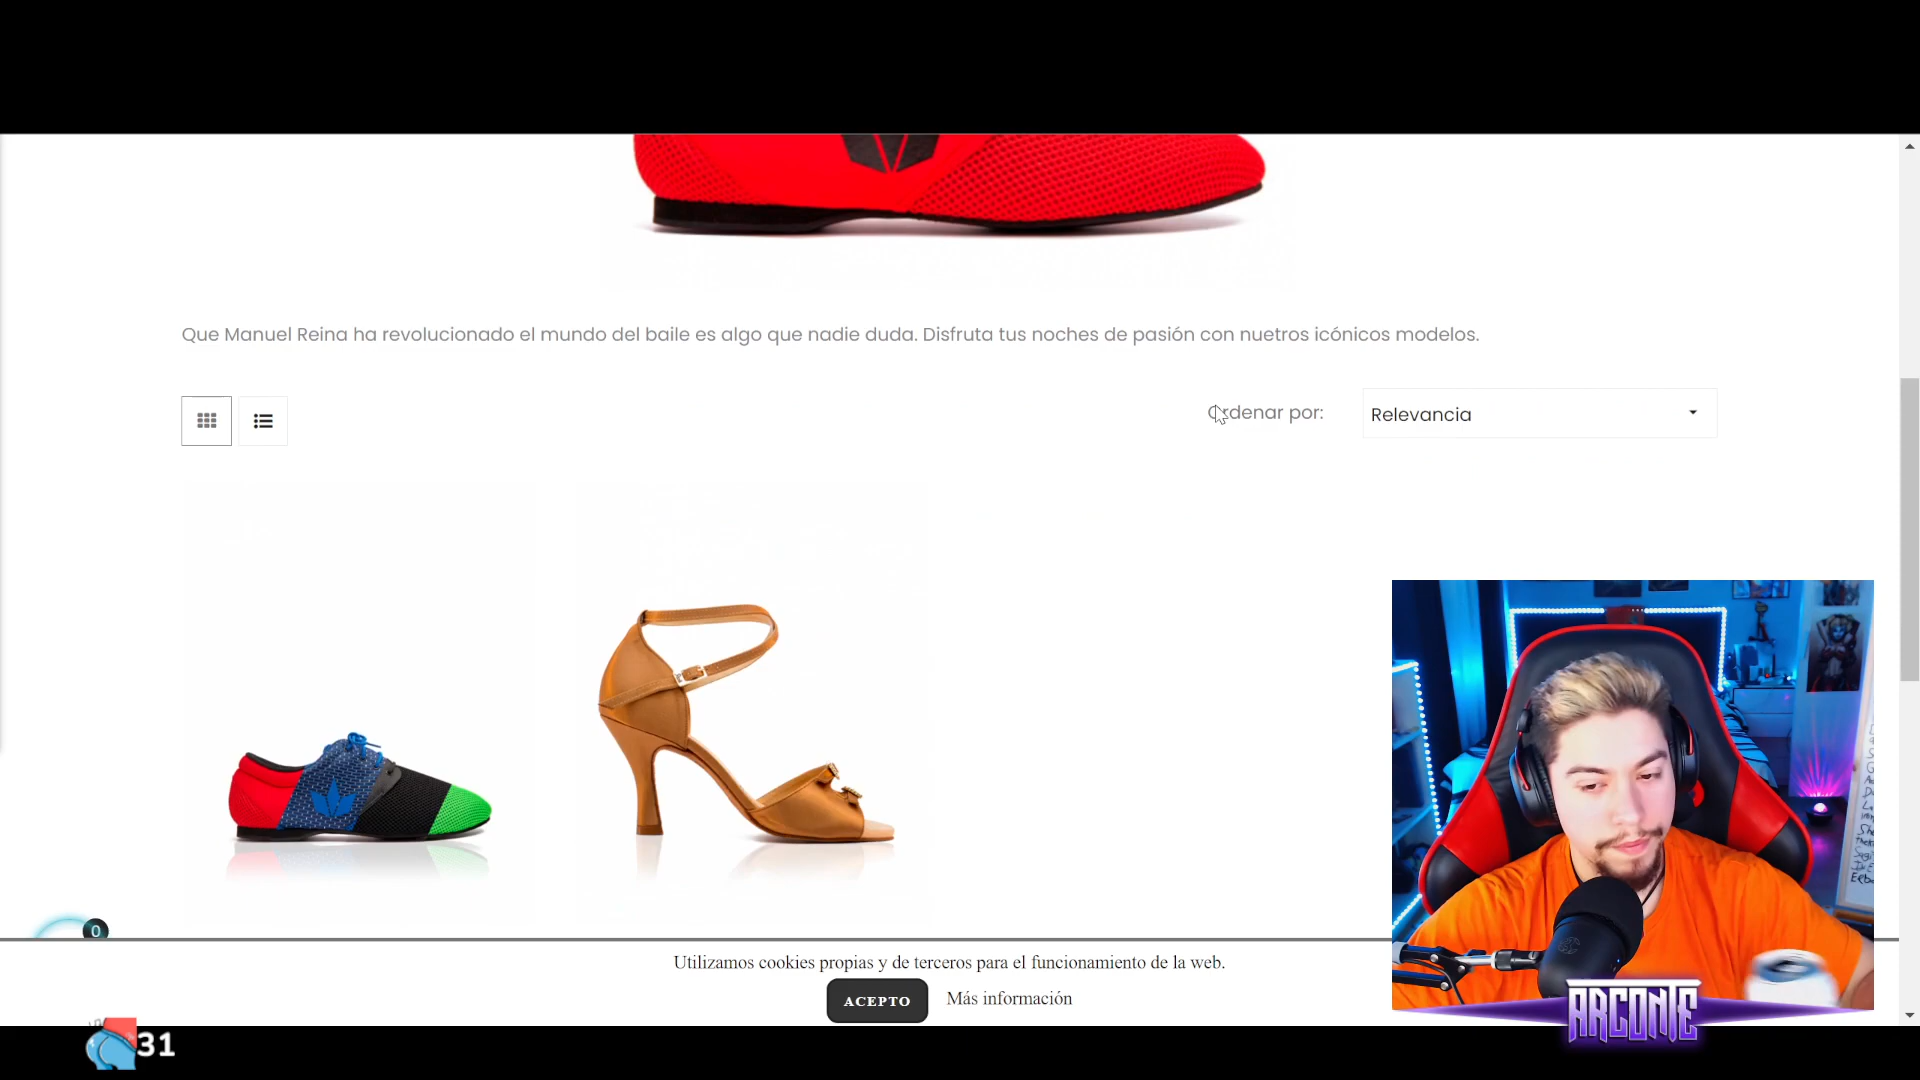 Que Manuel Reina ha revolucionado el mundo del baile es algo que nadie duda. Disfruta tus noches de pasión con nuetros icónicos modelos.
Ordenar por:
Relevancia
0
Utilizamos cookies propias y de terceros para el funcionamiento de la web.
ACEPTO
Más información
ARCONTE
31